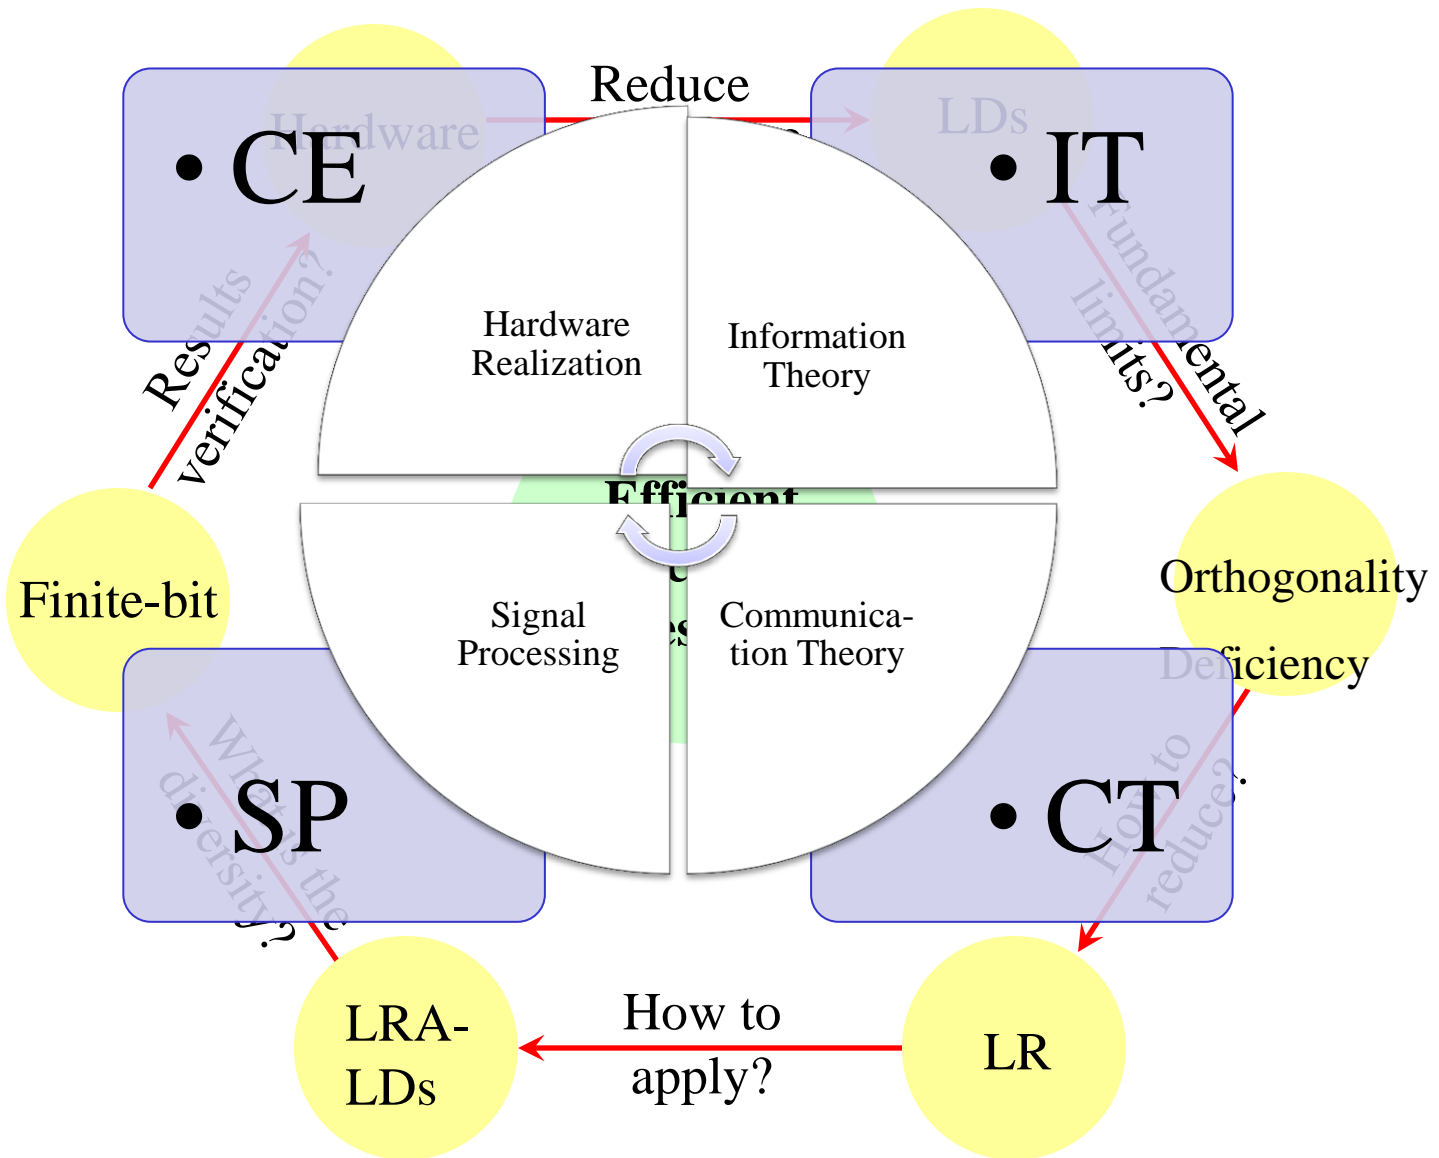 Reduce
Hardware
LDs
• CE
• IT
Fundamental
limits?
Results
verification?
Hardware
Realization
Information
Theory
Efficient
Finite-bit
Orthogonality
Deficiency
Signal
Processing
Communica-
tion Theory
What is the
diversity?
How to
reduce?
• SP
• CT
LRA-
LDs
How to
apply?
LR